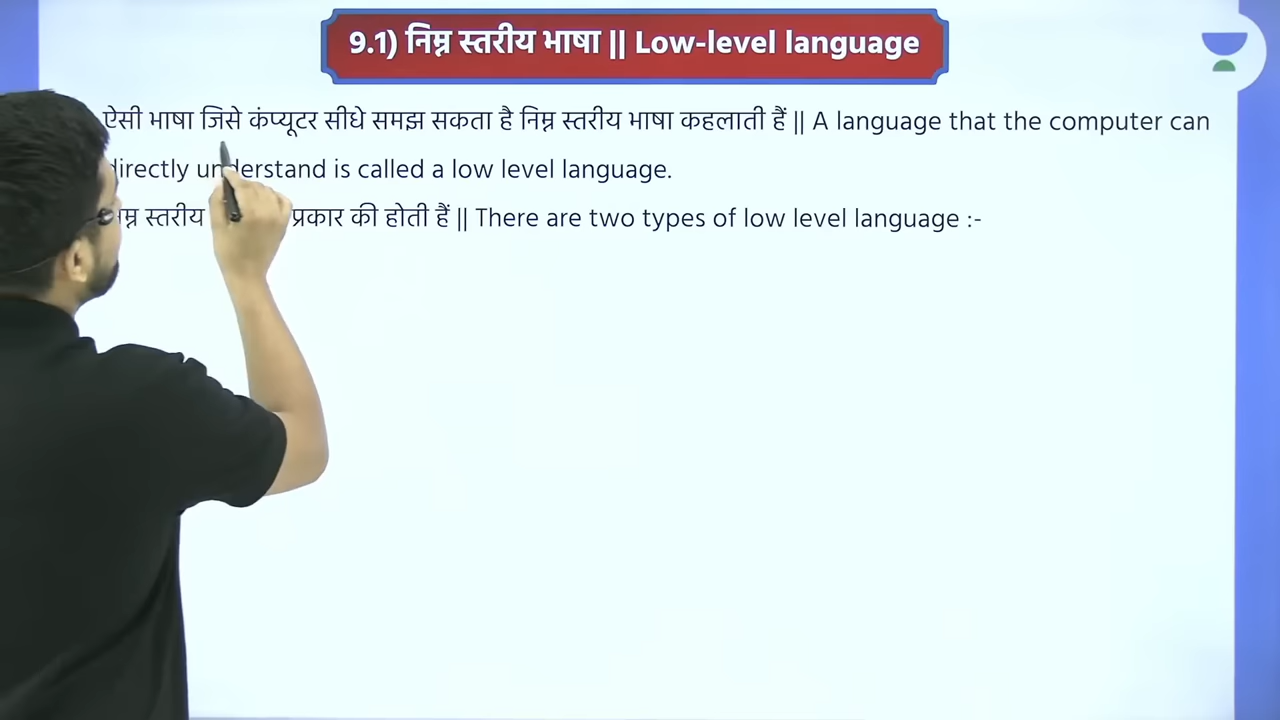 9.1) निम्न स्तरीय भाषा || Low-level language
ऐसी भाषा जिसे कंप्यूटर सीधे समझ सकता है निम्न स्तरीय भाषा कहलाती हैं || A language that the computer can
directly understand is called a low level language.
स्तरीय प्रकार की होती हैं || There are two types of low level language :-